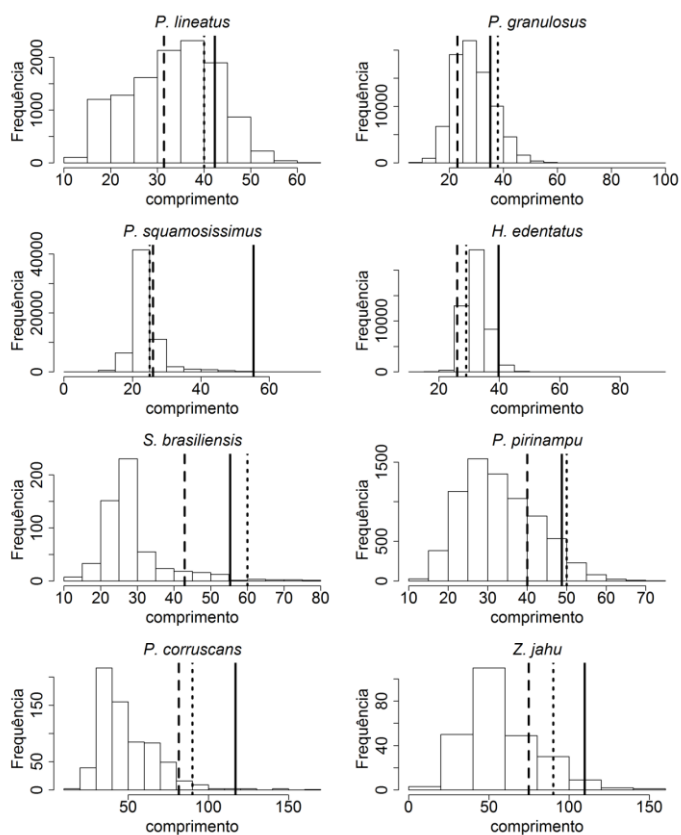 P. lineatus
Frequência
0 1000 2000
10 20 30 40 50 60
comprimento
P. granulosus
Frequência
0 10000
20 40 60 80 100
comprimento
P. squamosissimus
Frequência
0 20000 40000
0 20 40 60
comprimento
H. edentatus
Frequência
0 10000
20 40 60 80
comprimento
S. brasiliensis
Frequência
0 100 200
10 20 30 40 50 60 70 80
comprimento
P. pirinampu
Frequência
0 500 1500
10 20 30 40 50 60 70
comprimento
P. corruscans
Frequência
0 50 150
50 100 150
comprimento
Z. jahu
Frequência
0 40 80
0 50 100 150
comprimento